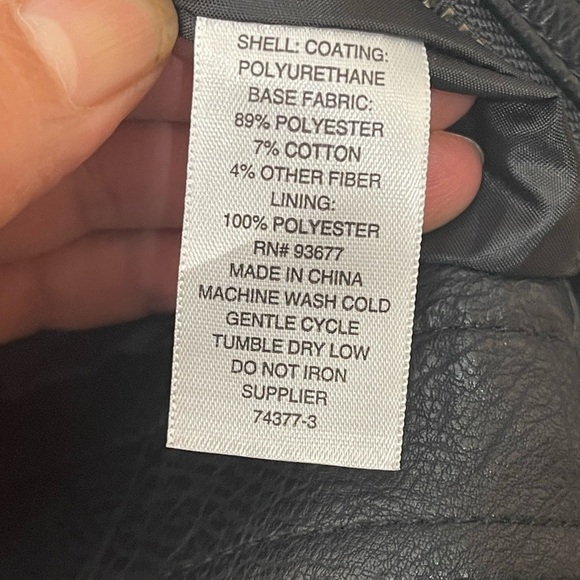 SHELL: COATING:
POLYURETHANE
BASE FABRIC:
89% POLYESTER
7% COTTON
4% OTHER FIBER
LINING:
100% POLYESTER
RN# 93677
MADE IN CHINA
MACHINE WASH COLD
GENTLE CYCLE
TUMBLE DRY LOW
DO NOT IRON
SUPPLIER
74377-3